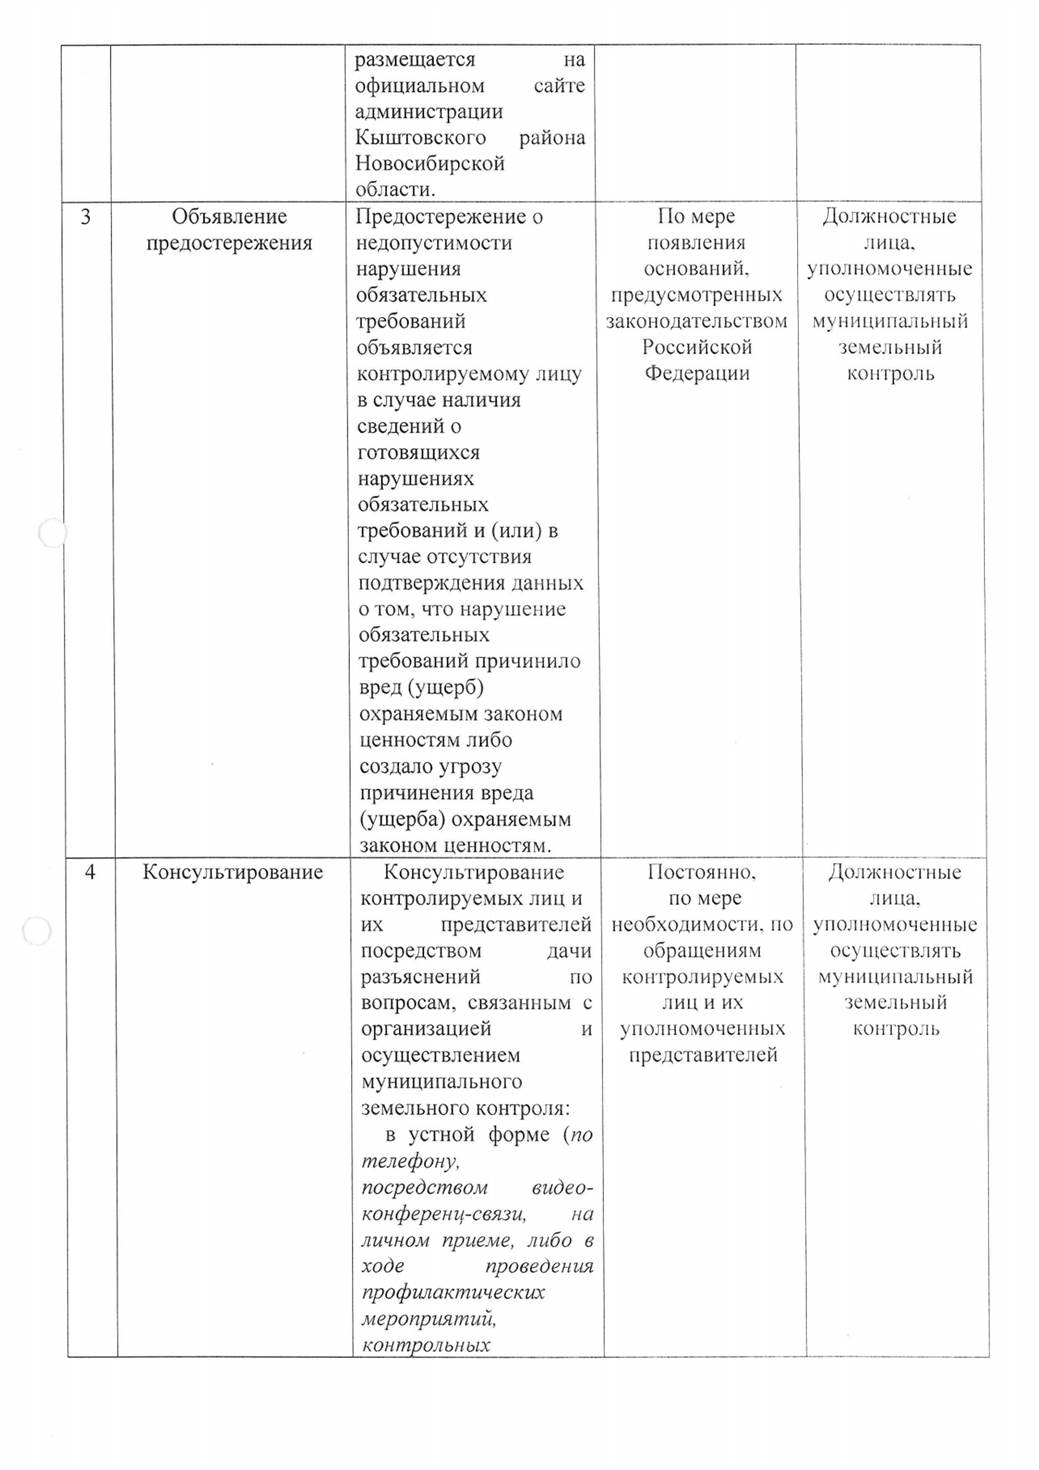 размещается на
официальном сайте
администрации
Кыштовского района
Новосибирской
области.
3
Объявление
предостережения
Предостережение о
недопустимости
нарушения
обязательных
требований
объявляется
контролируемому лицу
в случае наличия
сведений о
готовящихся
нарушениях
обязательных
требований и (или) в
случае отсутствия
подтверждения данных
о том, что нарушение
обязательных
требований причинило
вред (ущерб)
охраняемым законом
ценностям либо
создало угрозу
причинения вреда
(ущерба) охраняемым
законом ценностям.
По мере
появления
оснований,
предусмотренных
законодательством
Российской
Федерации
Должностные
лица,
уполномоченные
осуществлять
муниципальный
земельный
контроль
4
Консультирование
Консультирование
контролируемых лиц и
их представителей
посредством дачи
разъяснений по
вопросам, связанным с
организацией и
осуществлением
муниципального
земельного контроля:
в устной форме (по
телефону,
посредством видео-
конференц-связи, на
личном приеме, либо в
ходе проведения
профилактических
мероприятий,
контрольных
Постоянно,
по мере
необходимости, по
обращениям
контролируемых
лиц и их
уполномоченных
представителей
Должностные
лица,
уполномоченные
осуществлять
муниципальный
земельный
контроль